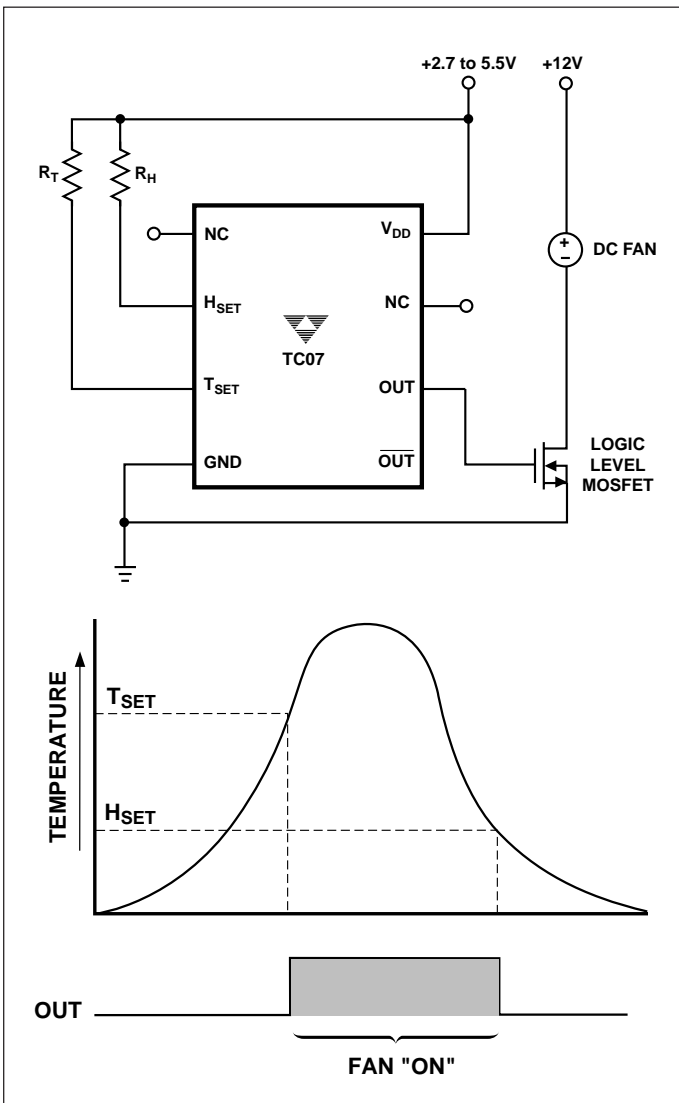 +2.7 to 5.5V
+12V
RT
RH
NC
VDD
DC FAN
HSET
NC
TC07
TSET
OUT
GND
OUT
LOGIC
LEVEL
MOSFET
TEMPERATURE
TSET
HSET
OUT
FAN "ON"